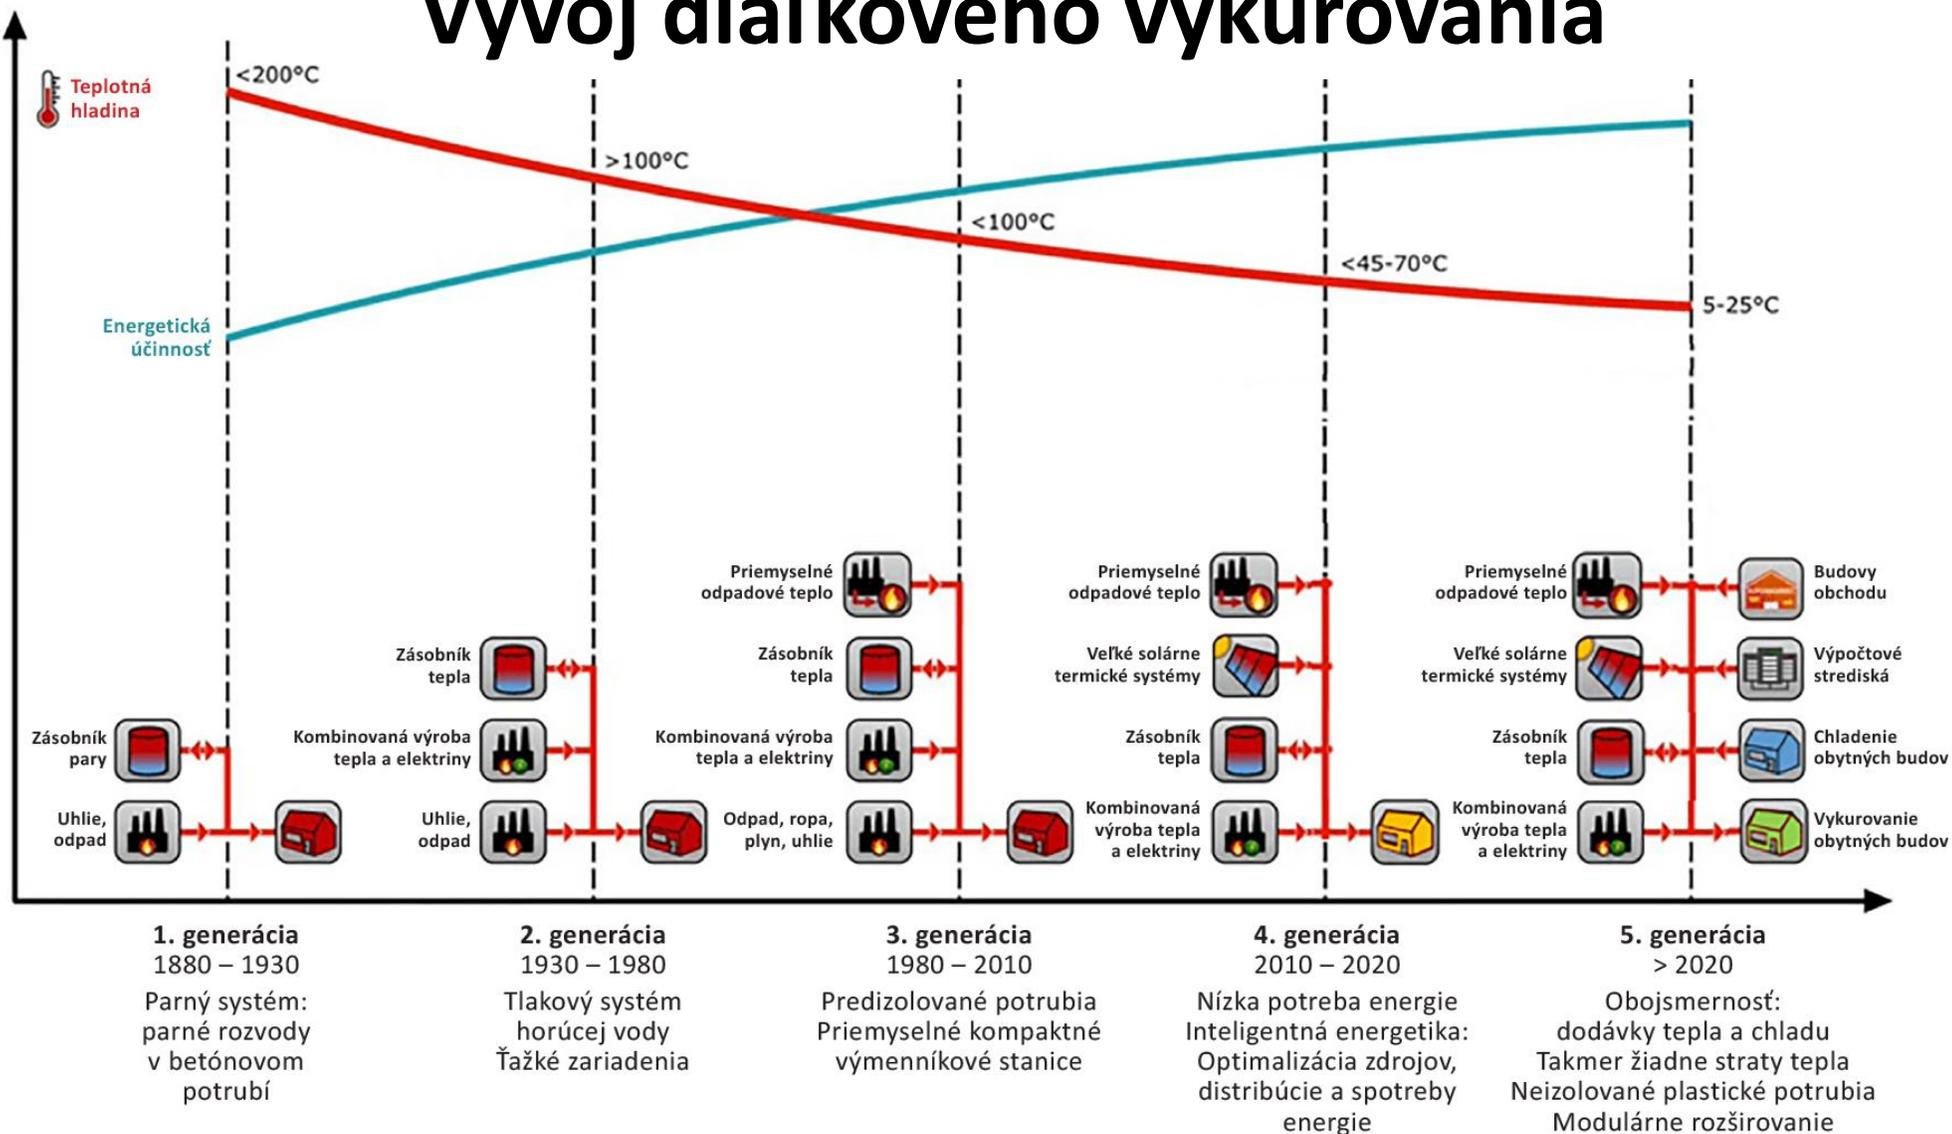 Vývoj diaľkového vykurovania
Teplotná
hladina
<200°C
>100°C
<100°C
<45-70°C
5-25°C
Energetická
účinnosť
Zásobník
pary
Uhlie,
odpad
Zásobník
tepla
Kombinovaná výroba
tepla a elektriny
Uhlie,
odpad
Priemyselné
odpadové teplo
Zásobník
tepla
Kombinovaná výroba
tepla a elektriny
Odpad, ropa,
plyn, uhlie
Priemyselné
odpadové teplo
Veľké solárne
termické systémy
Zásobník
tepla
Kombinovaná
výroba tepla
a elektriny
Priemyselné
odpadové teplo
Veľké solárne
termické systémy
Zásobník
tepla
Kombinovaná
výroba tepla
a elektriny
Budovy
obchodu
Výpočtové
strediská
Chladenie
obytných budov
Vykurovanie
obytných budov
1. generácia
1880 – 1930
Parný systém:
parné rozvody
v betónovom
potrubí
2. generácia
1930 – 1980
Tlakový systém
horúcej vody
Ťažké zariadenia
3. generácia
1980 – 2010
Predizolované potrubia
Priemyselné kompaktné
výmenníkové stanice
4. generácia
2010 – 2020
Nízka potreba energie
Inteligentná energetika:
Optimalizácia zdrojov,
distribúcie a spotreby
energie
5. generácia
> 2020
Obojsmernosť:
dodávky tepla a chladu
Takmer žiadne straty tepla
Neizolované plastické potrubia
Modulárne rozširovanie